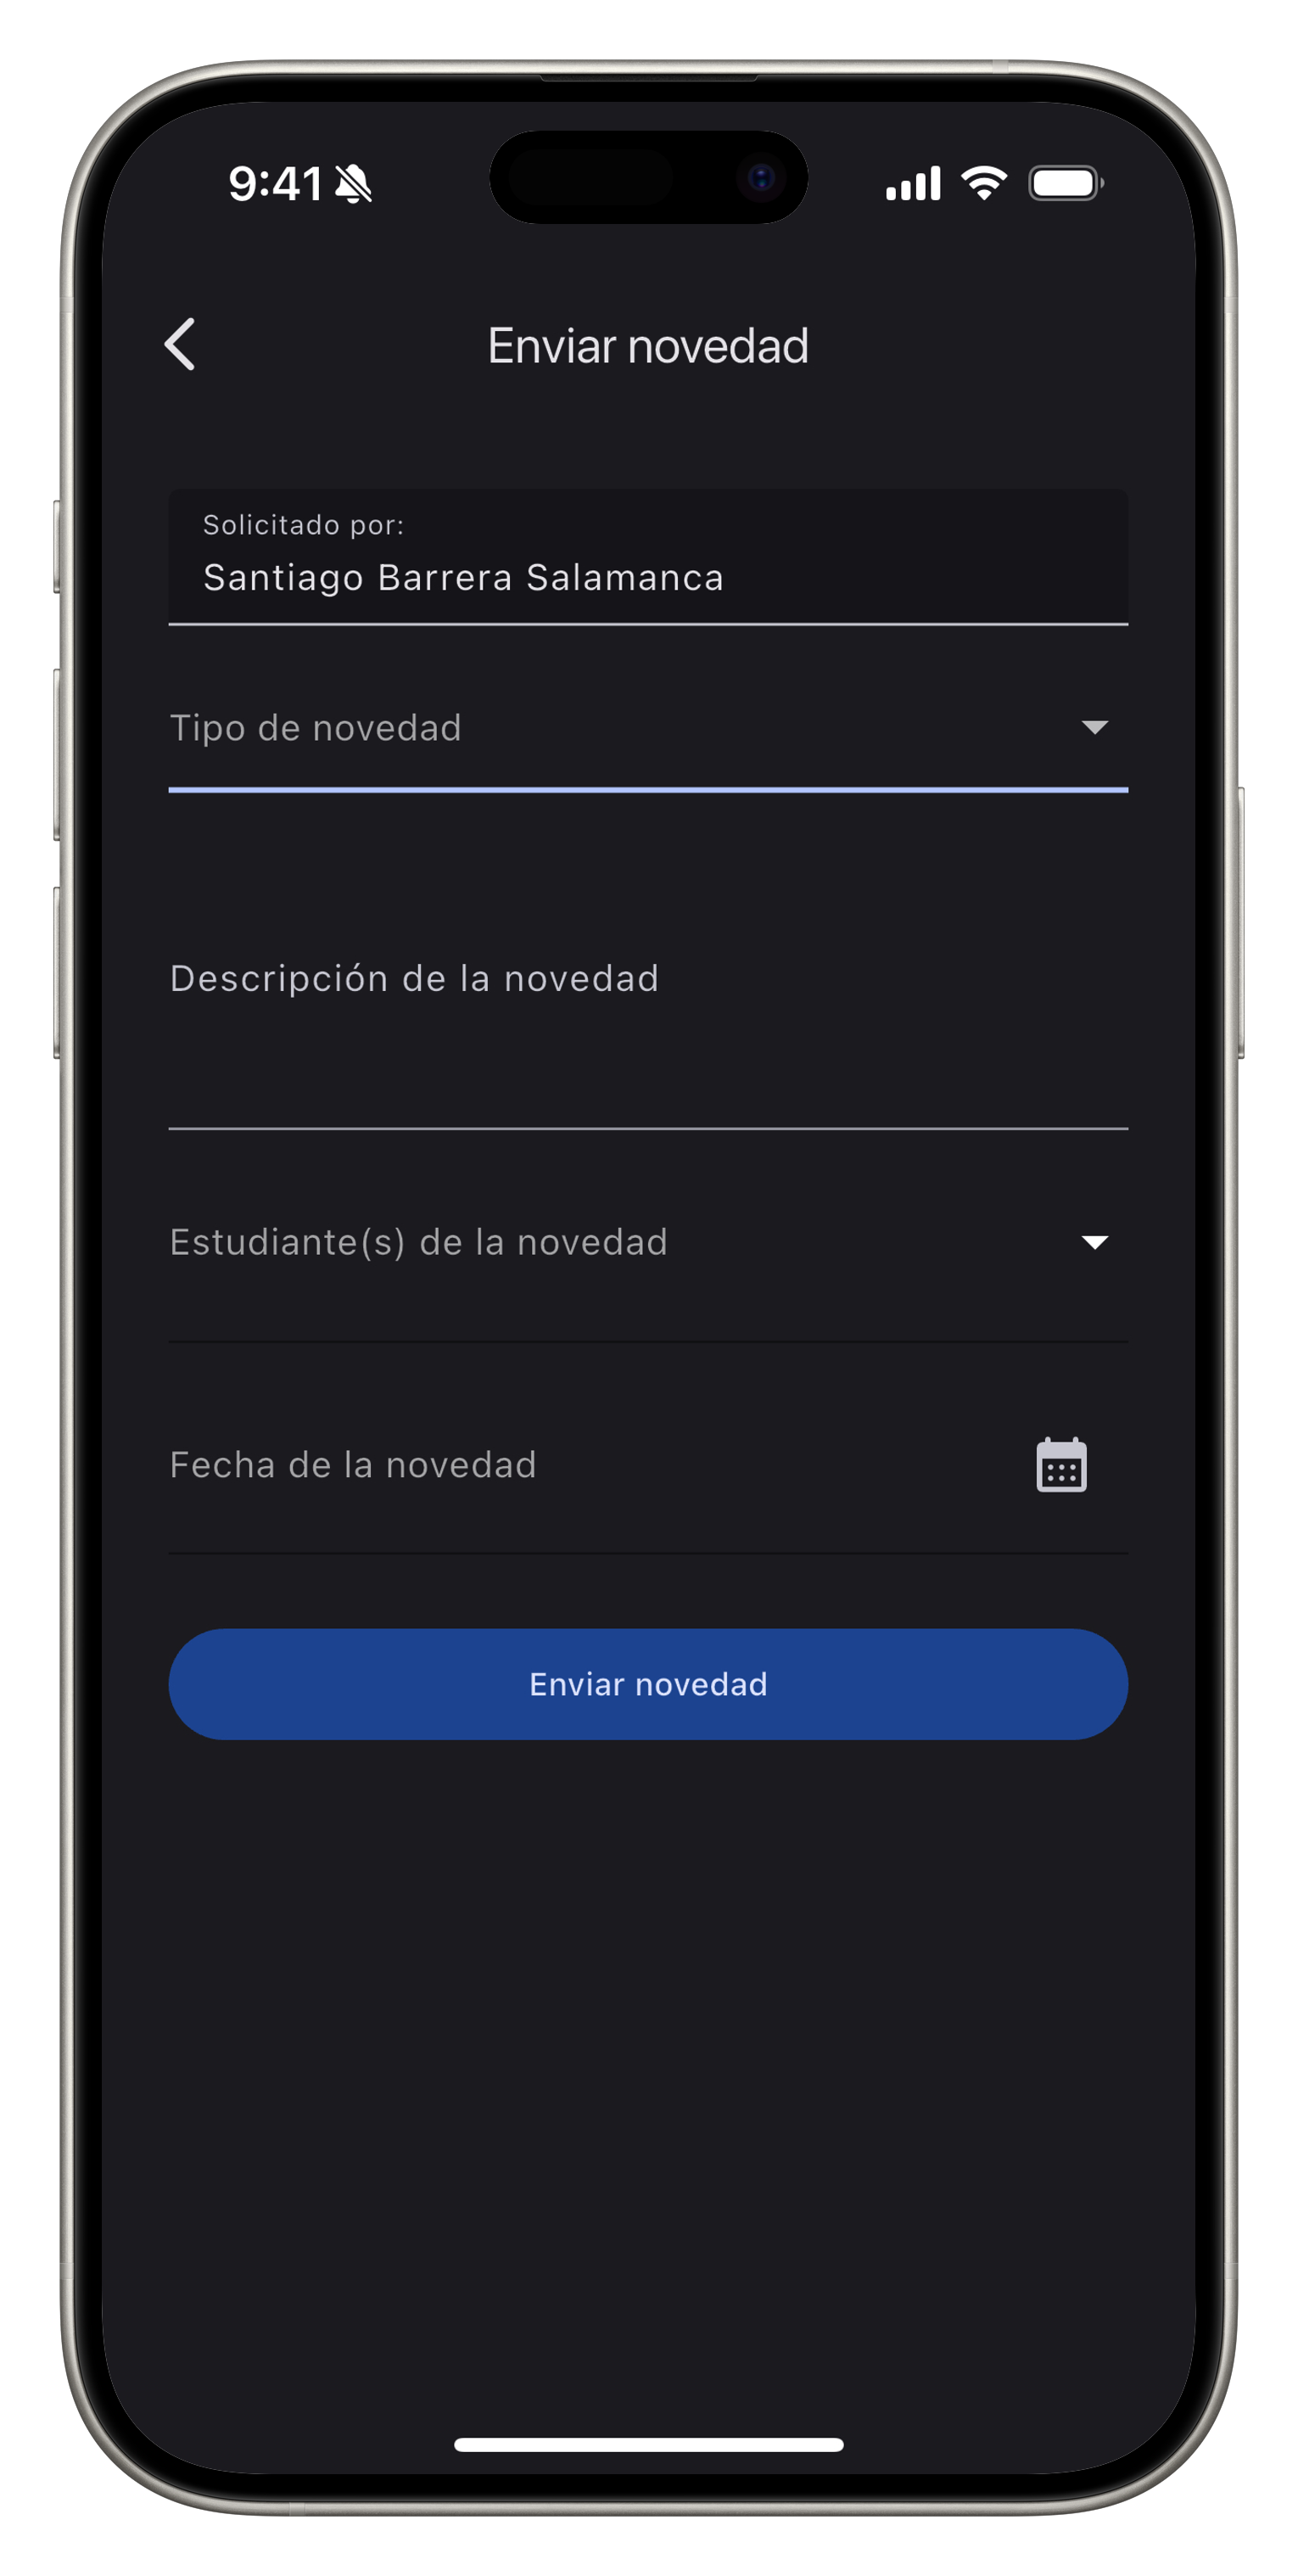 9:41
Enviar novedad
Solicitado por:
Santiago Barrera Salamanca
Tipo de novedad
Descripción de la novedad
Estudiante(s) de la novedad
Fecha de la novedad
Enviar novedad